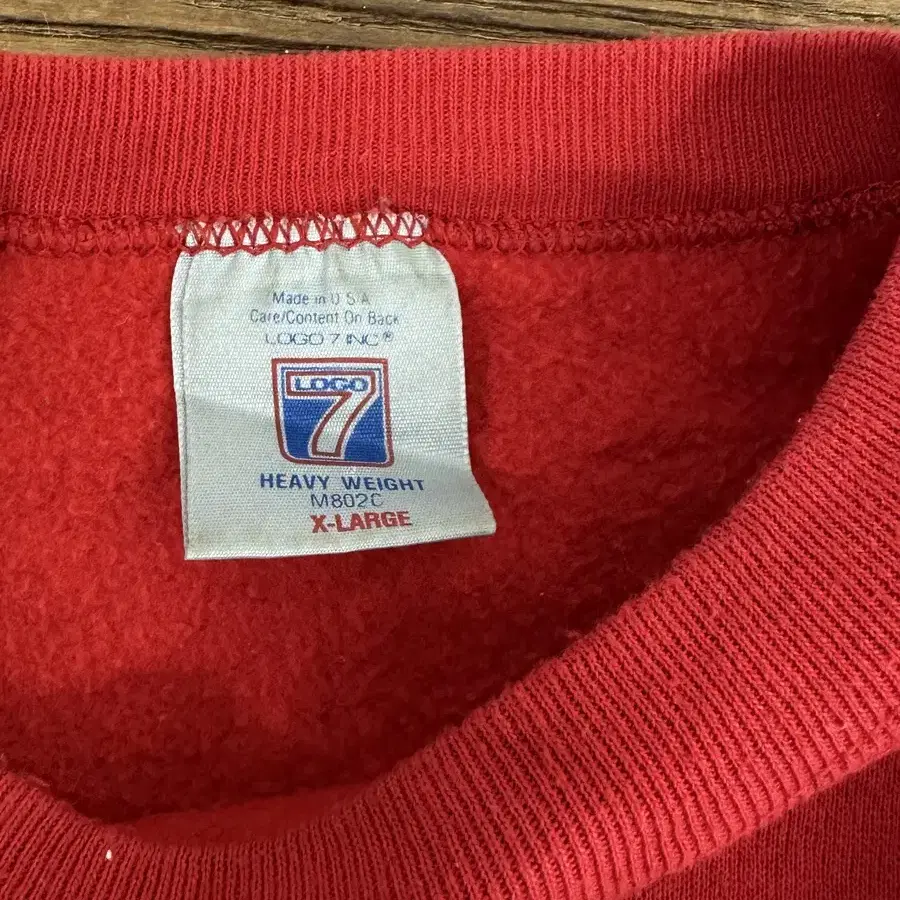 Made in U S A
Care/Content On Back
LOGO 7 INC®
LOGO
7
HEAVY WEIGHT
M802C
X-LARGE